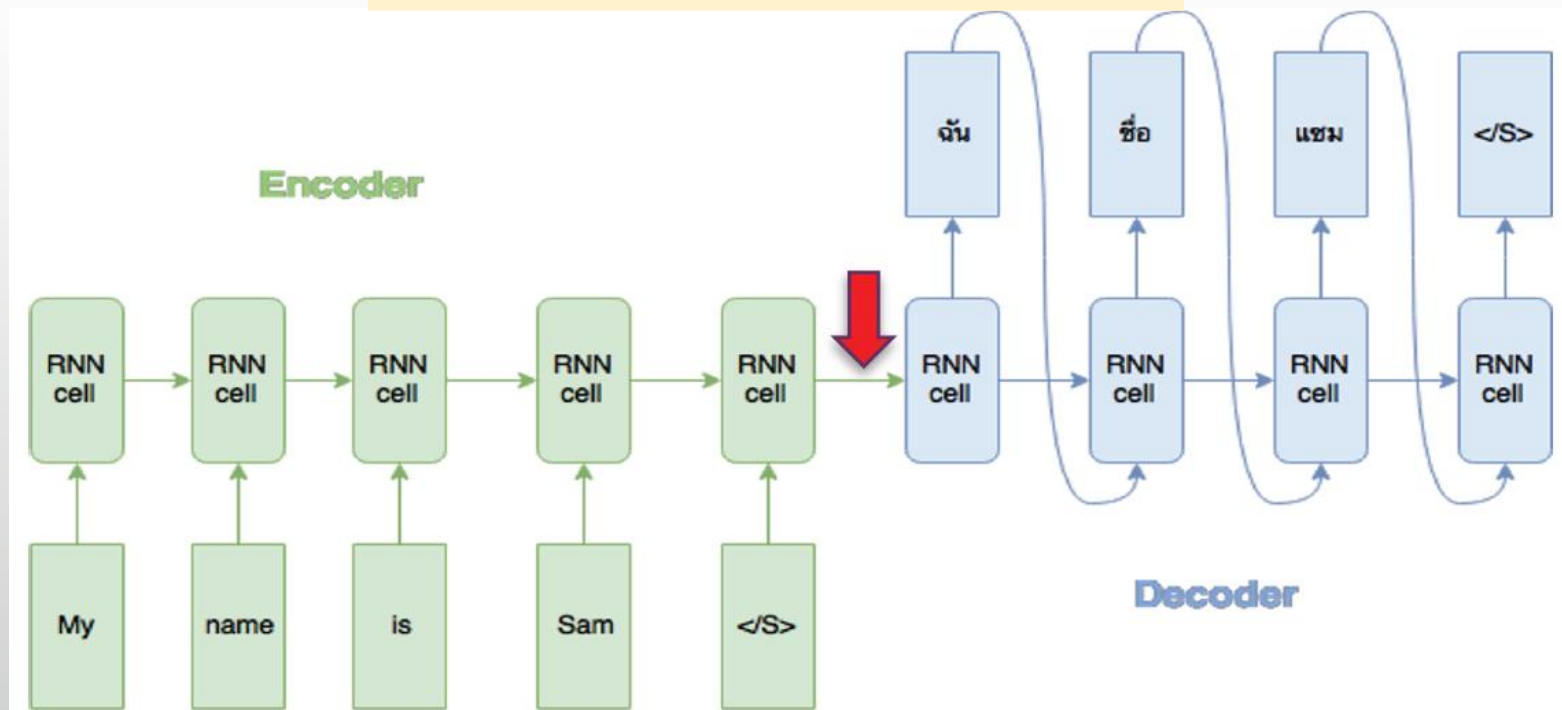 ฉัน
ชื่อ
แซม
</S>
Encoder
RNN
cell
RNN
cell
RNN
cell
RNN
cell
RNN
cell
RNN
cell
RNN
cell
RNN
cell
RNN
cell
My
name
is
Sam
</S>
Decoder